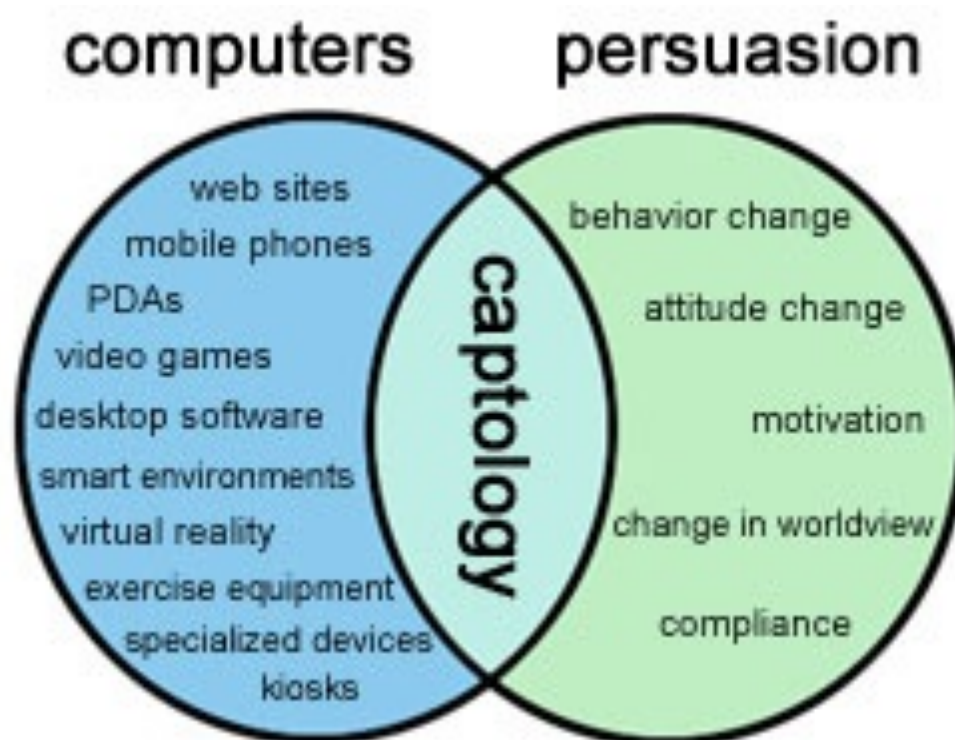 computers
persuasion
web sites
mobile phones
PDAs
video games
desktop software
smart environments
virtual reality
exercise equipment
specialized devices
kiosks
captology
behavior change
attitude change
motivation
change in worldview
compliance